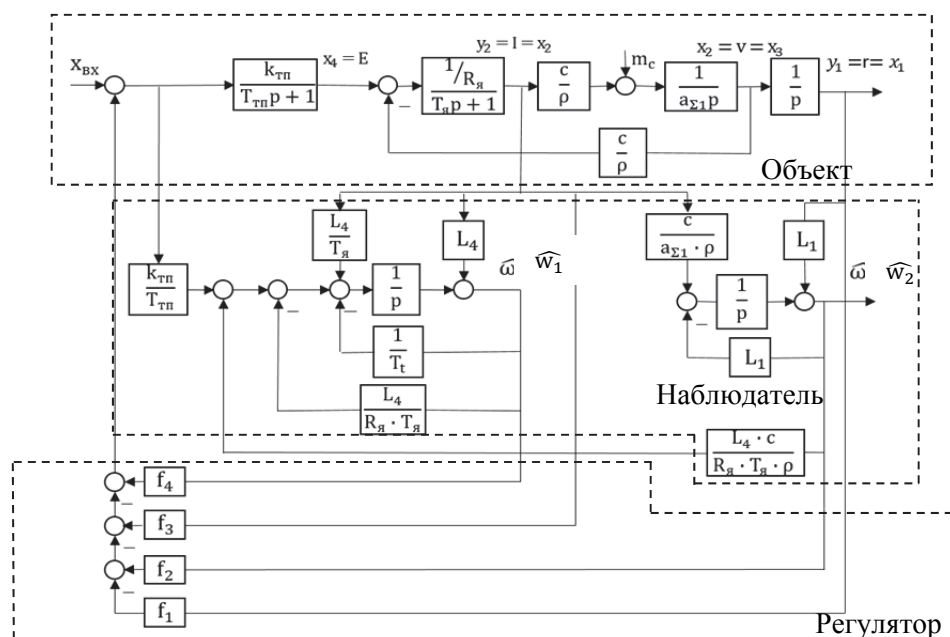 y₂ = I = x₂
x₂ = v = x₃
x₄ = E
m_c
y₁ = r = x₁
x_вх
k_тп / T_тп p + 1
1/R_я / T_я p + 1
c / ρ
1 / a_Σ1 p
1 / p
−
c / ρ
Объект
L₄ / T_я
L₄
c / a_Σ1 · ρ
L₁
k_тп / T_тп
1 / p
ω̂ ŵ₁
1 / p
ω̂ ŵ₂
−
−
−
−
1 / T_t
L₁
L₄ / R_я · T_я
Наблюдатель
L₄ · c / R_я · T_я · ρ
f₄
−
f₃
−
f₂
−
f₁
Регулятор